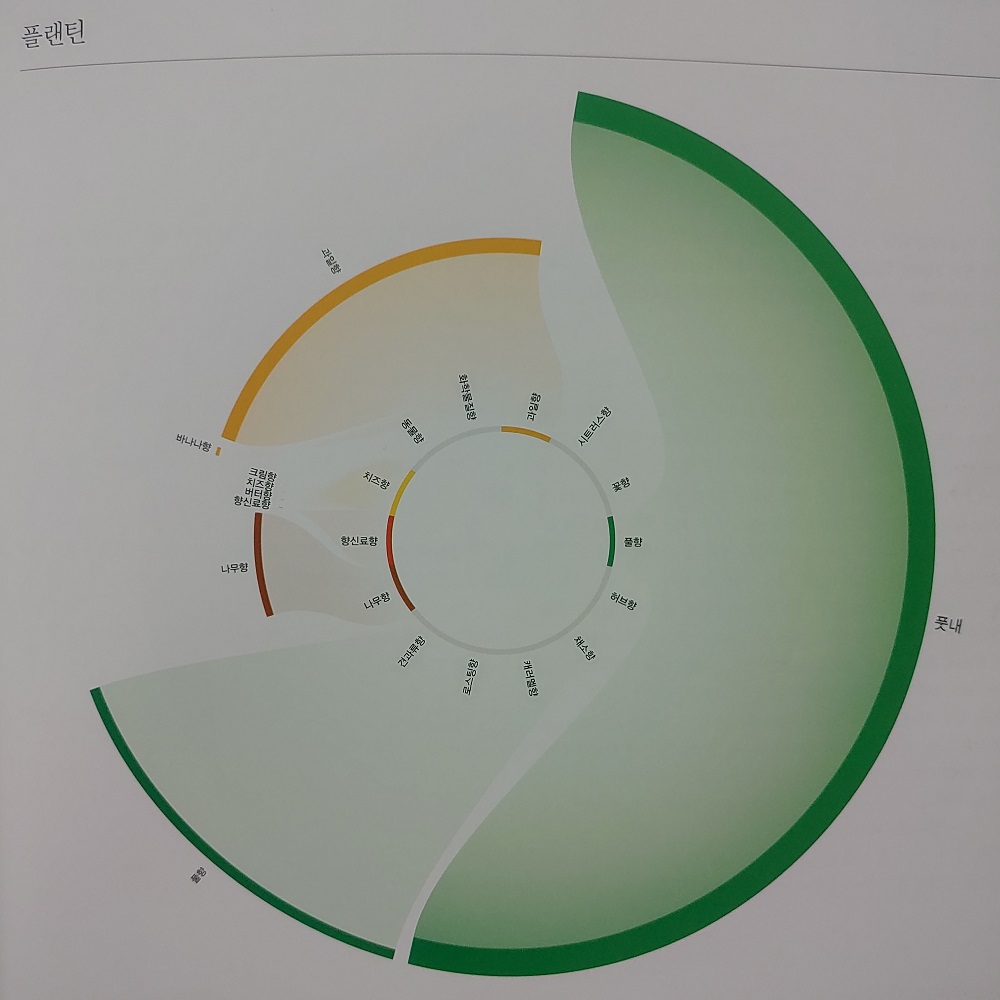 플랜틴
과일향
바나나향
크림향
치즈향
버터향
향신료향
나무향
풀향
풋내
화학물질향
과일향
시트러스향
꽃향
풀향
허브향
채소향
캐러멜향
로스팅향
견과류향
나무향
향신료향
치즈향
동물향